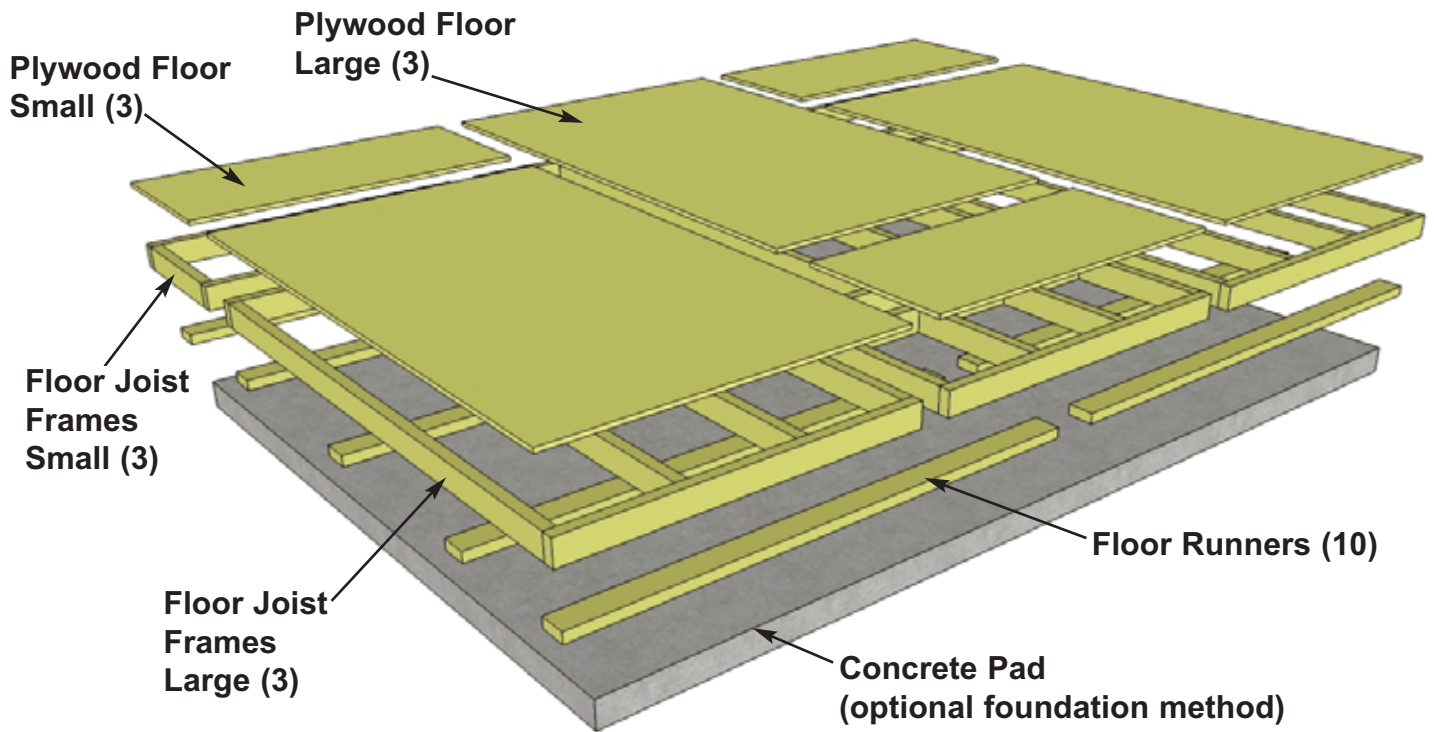 Plywood Floor
Large (3)
Plywood Floor
Small (3)
Floor Joist
Frames
Small (3)
Floor Runners (10)
Floor Joist
Frames
Large (3)
Concrete Pad
(optional foundation method)